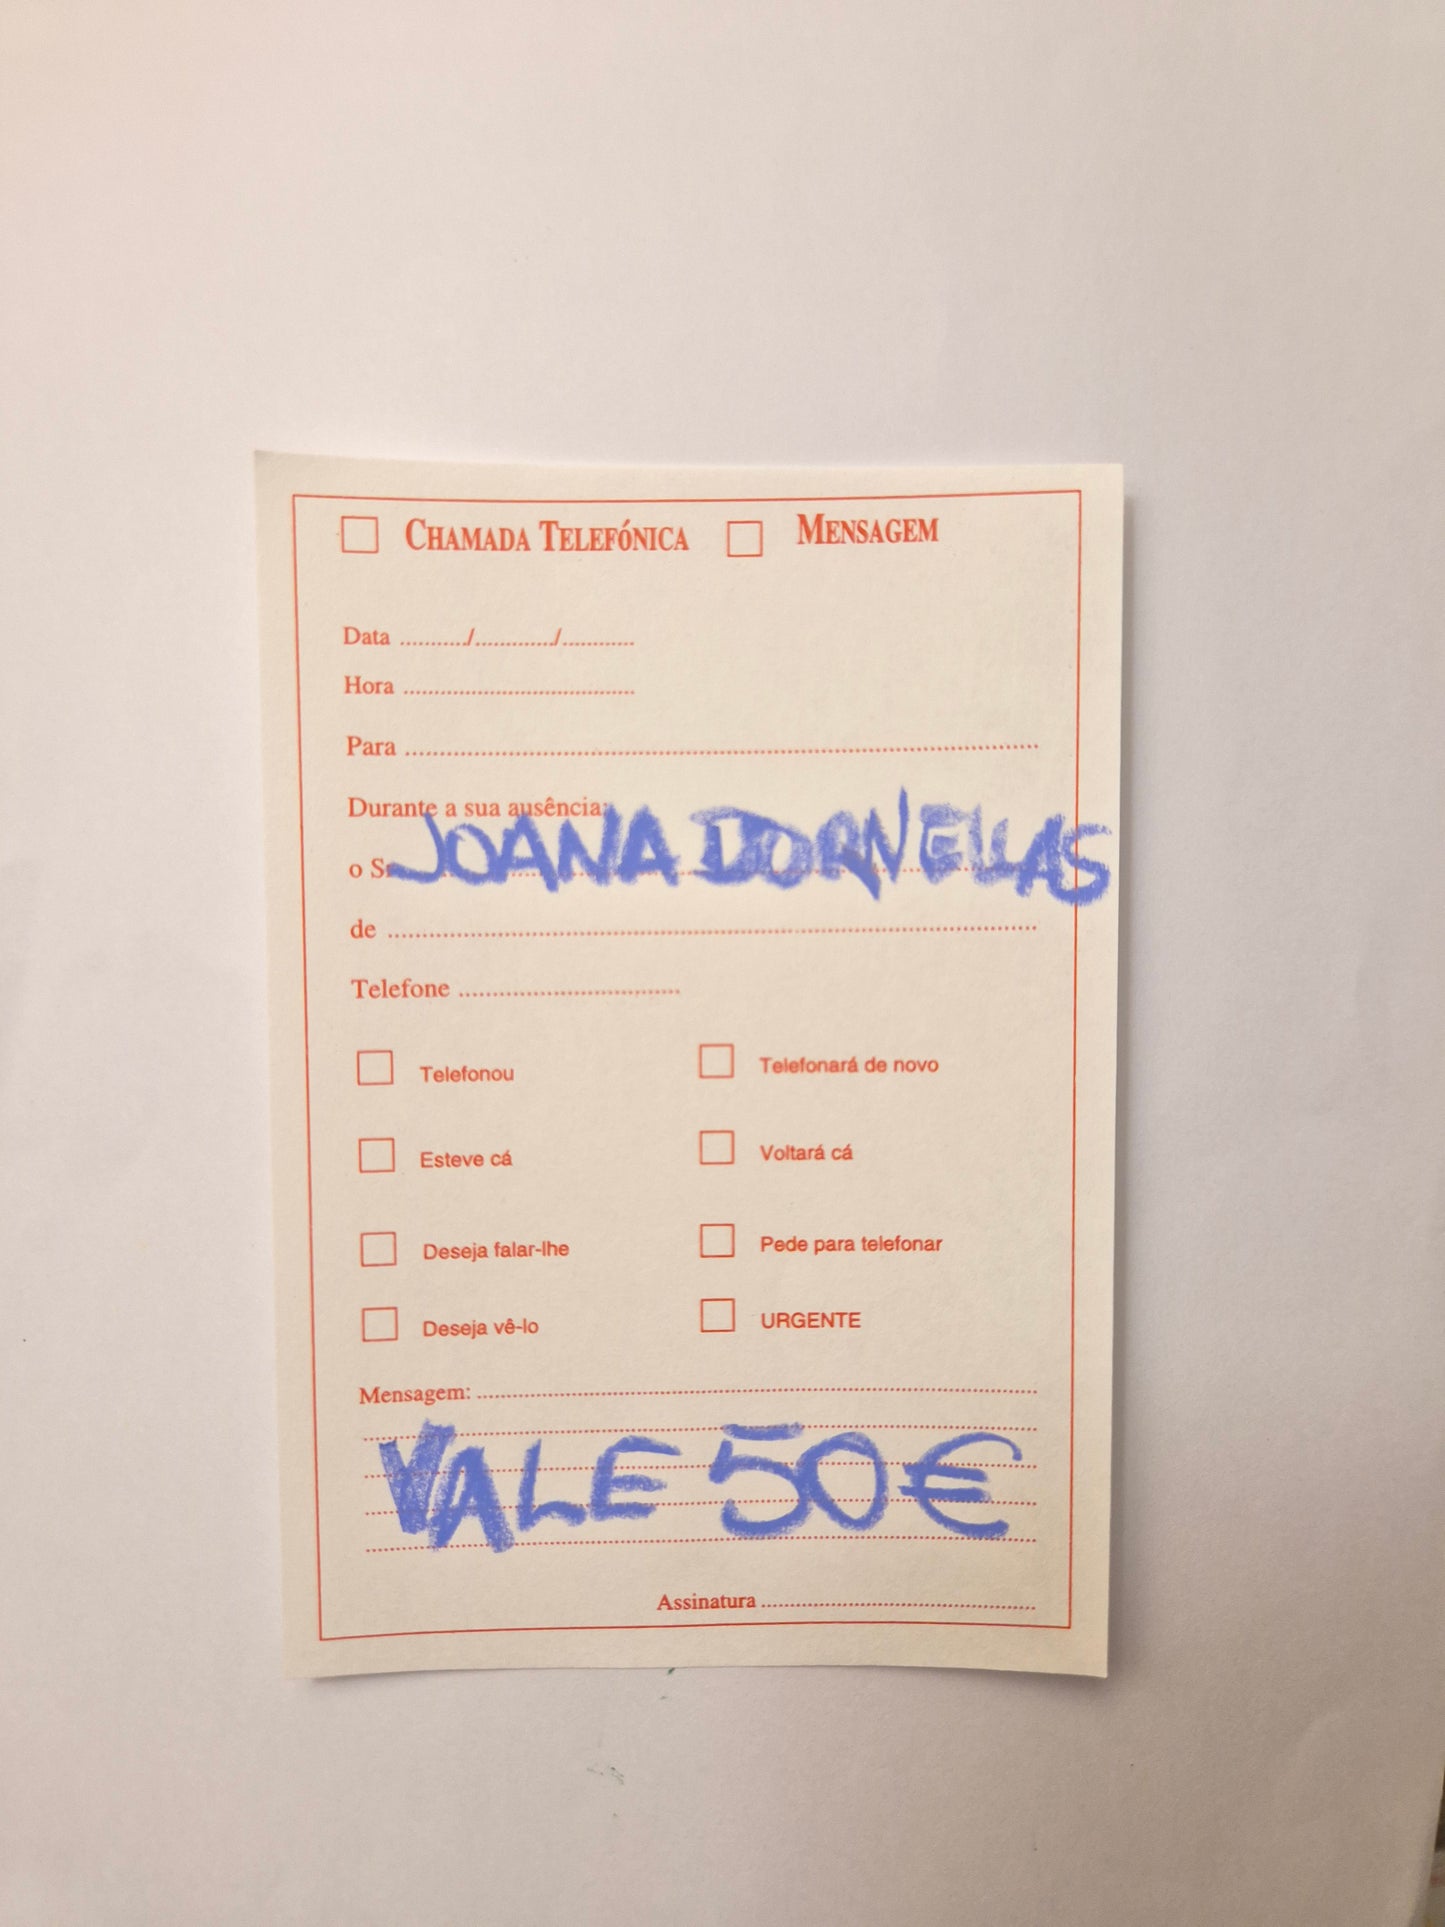 CHAMADA TELEFÓNICA MENSAGEM
Data ........../............/...........
Hora .....................................
Para .....................................................................................................
Durante a sua ausência:
o Sr. JOANA DORNELLAS
de ........................................................................................................
Telefone ...................................
Telefonou Telefonará de novo
Esteve cá Voltará cá
Deseja falar-lhe Pede para telefonar
Deseja vê-lo URGENTE
Mensagem: .........................................................................................
VALE 50€
Assinatura ............................................